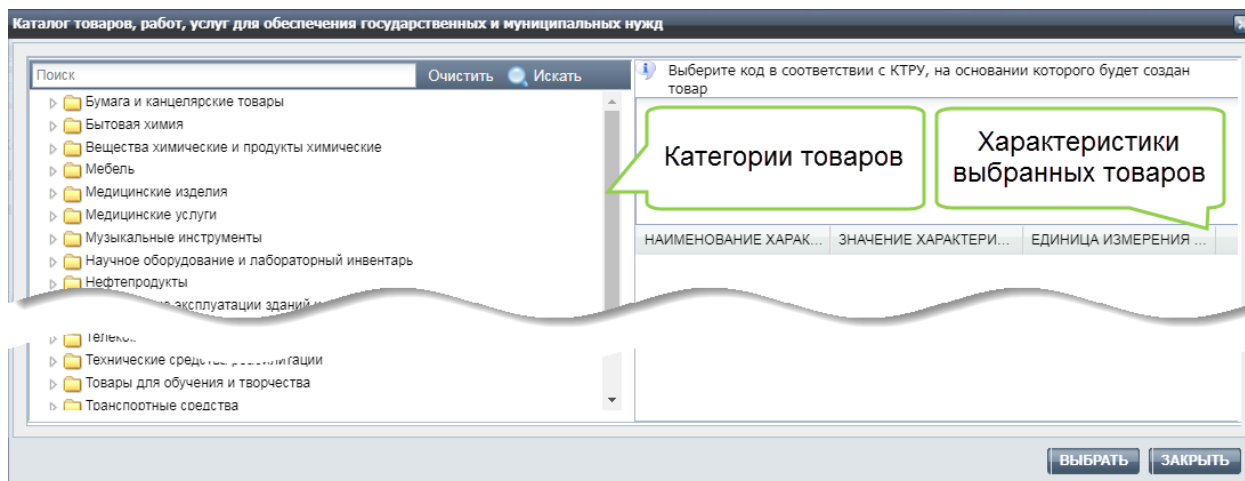 Каталог товаров, работ, услуг для обеспечения государственных и муниципальных нужд
Поиск
Очистить
Искать
Бумага и канцелярские товары
Бытовая химия
Вещества химические и продукты химические
Мебель
Медицинские изделия
Медицинские услуги
Музыкальные инструменты
Научное оборудование и лабораторный инвентарь
Нефтепродукты
эксплуатации зданий и
Технические средства
Товары для обучения и творчества
Транспортные средства
Выберите код в соответствии с КТРУ, на основании которого будет создан
товар
Категории товаров
Характеристики
выбранных товаров
НАИМЕНОВАНИЕ ХАРАК... ЗНАЧЕНИЕ ХАРАКТЕРИ... ЕДИНИЦА ИЗМЕРЕНИЯ ...
ВЫБРАТЬ
ЗАКРЫТЬ